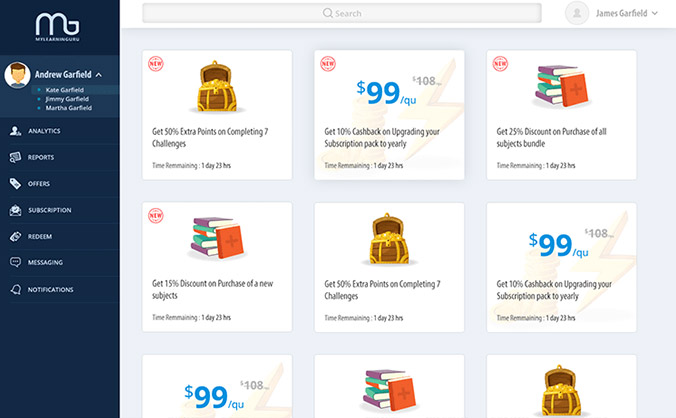 MYLEARNINGURU
Search
James Garfield
Andrew Garfield
Kate Garfield
Jimmy Garfield
Martha Garfield
ANALYTICS
REPORTS
OFFERS
SUBSCRIPTION
REDEEM
MESSAGING
NOTIFICATIONS
NEW
Get 50% Extra Points on Completing 7
Challenges
Time Remmaining : 1 day 23 hrs
NEW
$99/qu
$108
Get 10% Cashback on Upgrading your
Subscription pack to yearly
Time Remmaining : 1 day 23 hrs
NEW
Get 25% Discount on Purchase of all
subjects bundle
Time Remmaining : 1 day 23 hrs
NEW
Get 15% Discount on Purchase of a new
subjects
Time Remmaining : 1 day 23 hrs
Get 50% Extra Points on Completing 7
Challenges
Time Remmaining : 1 day 23 hrs
$99/qu
$108
Get 10% Cashback on Upgrading your
Subscription pack to yearly
Time Remmaining : 1 day 23 hrs
$99/qu
$108